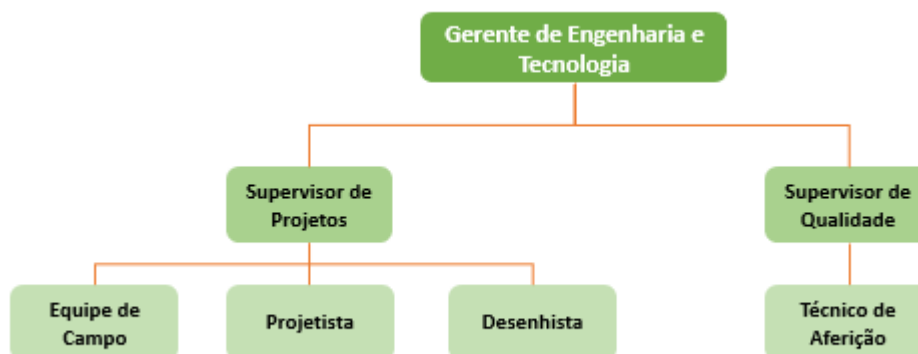 Gerente de Engenharia e
Tecnologia
Supervisor de
Projetos
Supervisor de
Qualidade
Equipe de
Campo
Projetista
Desenhista
Técnico de
Aferição